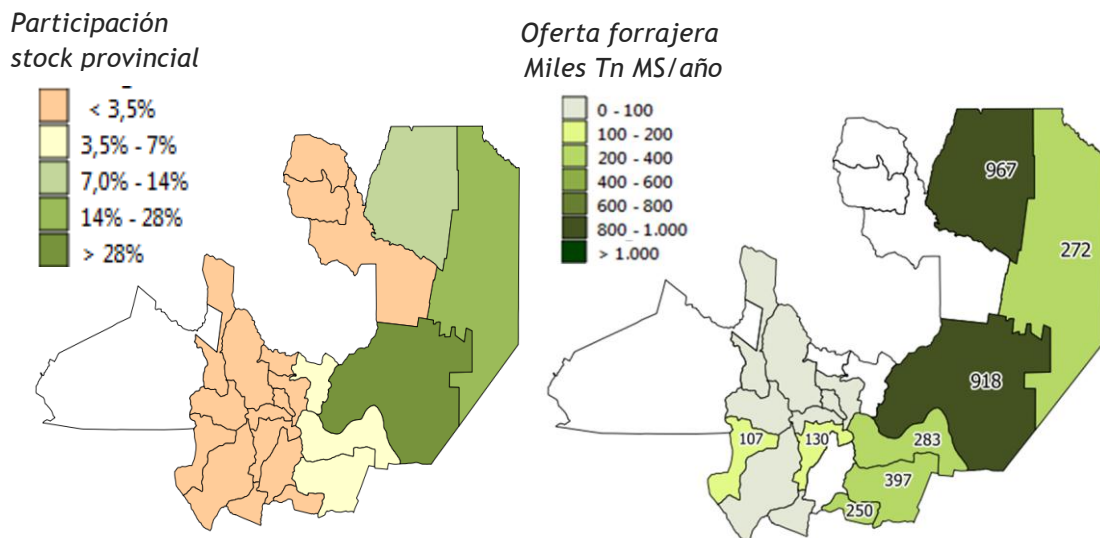 Participación
stock provincial
< 3,5%
3,5% - 7%
7,0% - 14%
14% - 28%
> 28%
Oferta forrajera
Miles Tn MS/año
0 - 100
100 - 200
200 - 400
400 - 600
600 - 800
800 - 1.000
> 1.000
967
272
918
107
130
283
397
250